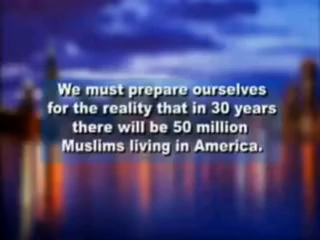 We must prepare ourselves
for the reality that in 30 years
there will be 50 million
Muslims living in America.